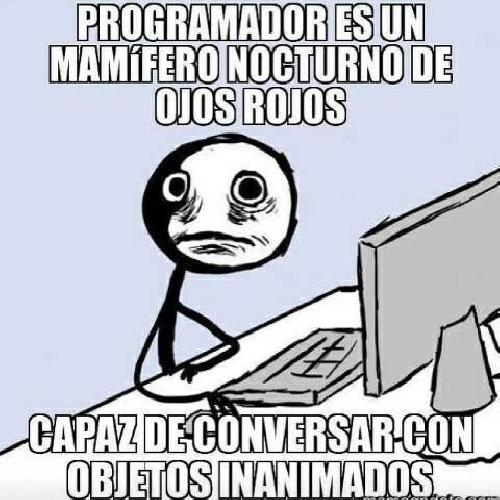 PROGRAMADOR ES UN
MAMíFERO NOCTURNO DE
OJOS ROJOS
CAPAZ DE CONVERSAR CON
OBJETOS INANIMADOS